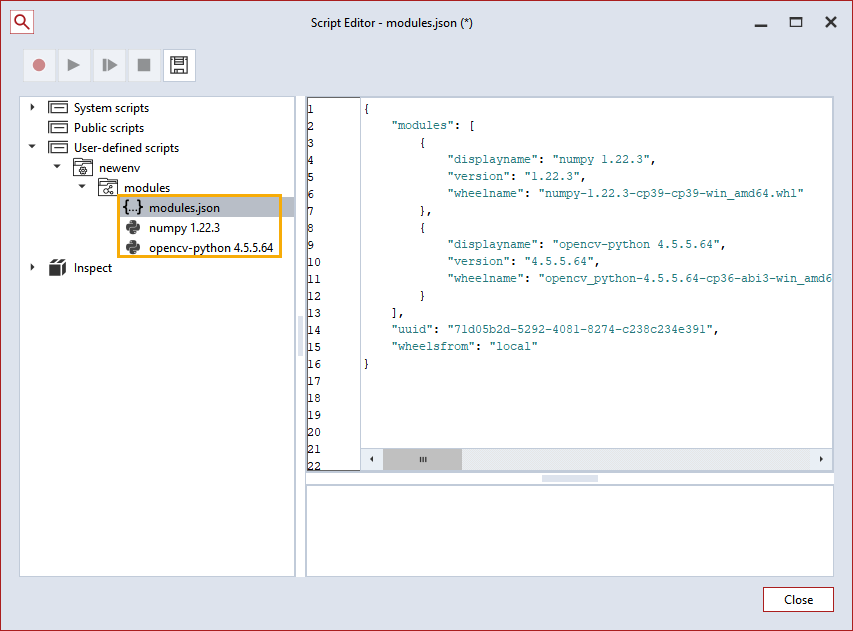 Script Editor - modules.json (*)
System scripts
Public scripts
User-defined scripts
newenv
modules
{...} modules.json
numpy 1.22.3
opencv-python 4.5.5.64
Inspect
1 {
2 "modules": [
3 {
4 "displayname": "numpy 1.22.3",
5 "version": "1.22.3",
6 "wheelname": "numpy-1.22.3-cp39-cp39-win_amd64.whl"
7 },
8 {
9 "displayname": "opencv-python 4.5.5.64",
10 "version": "4.5.5.64",
11 "wheelname": "opencv_python-4.5.5.64-cp36-abi3-win_amd6
12 }
13 ],
14 "uuid": "71d05b2d-5292-4081-8274-c238c234e391",
15 "wheelsfrom": "local"
16 }
17
18
19
20
21
22
Close